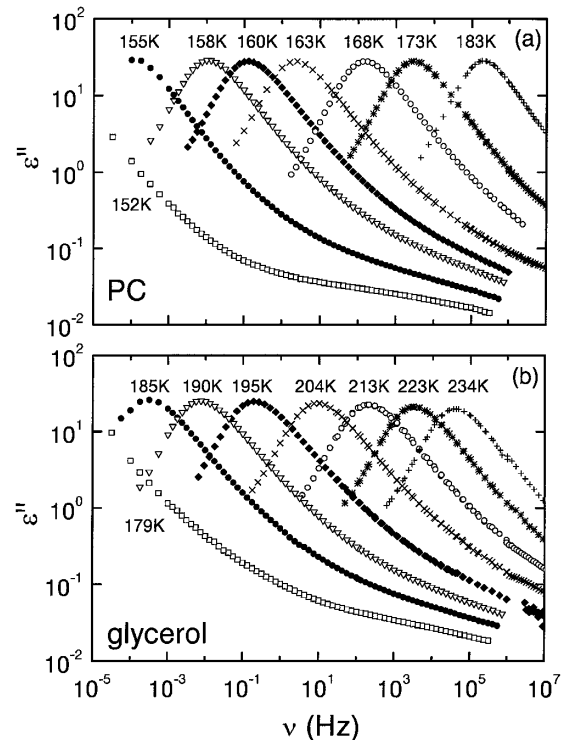 (a)
155K 158K 160K 163K 168K 173K 183K
10²
10¹
10⁰
10⁻¹
10⁻²
ε''
152K
PC
(b)
185K 190K 195K 204K 213K 223K 234K
10²
10¹
10⁰
10⁻¹
10⁻²
ε''
179K
glycerol
10⁻⁵ 10⁻³ 10⁻¹ 10¹ 10³ 10⁵ 10⁷
ν (Hz)